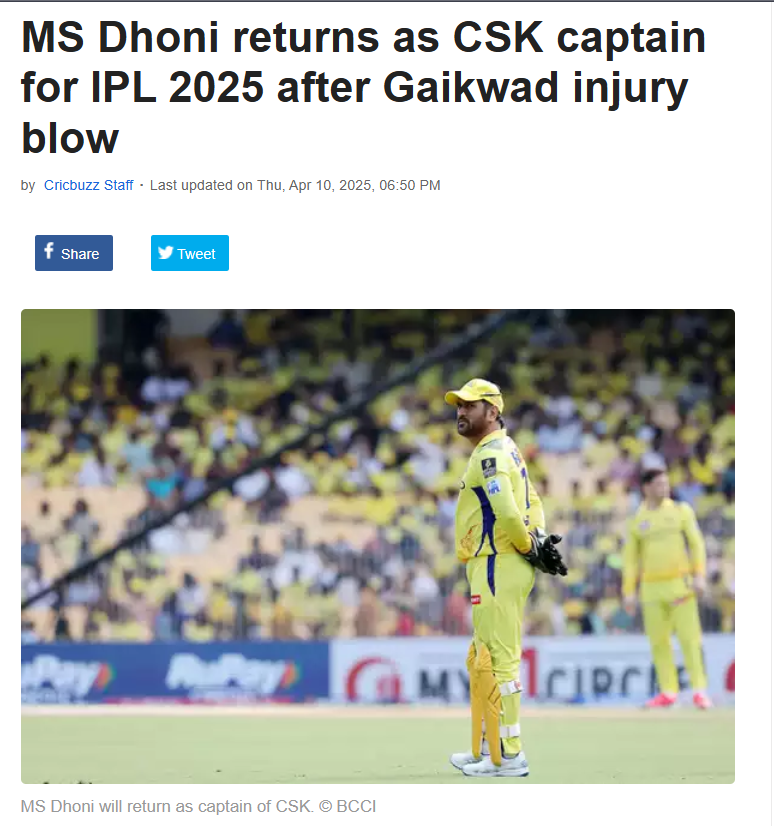 MS Dhoni returns as CSK captain
for IPL 2025 after Gaikwad injury
blow
by Cricbuzz Staff · Last updated on Thu, Apr 10, 2025, 06:50 PM
f Share
Tweet
7
RuPay RuPay MY11CIRCLE
MS Dhoni will return as captain of CSK. © BCCI